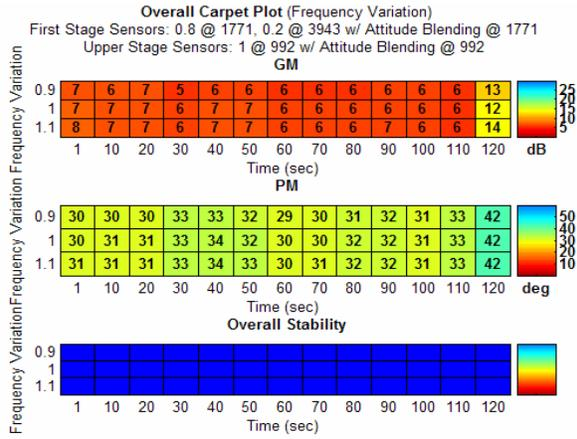 Overall Carpet Plot (Frequency Variation)
First Stage Sensors: 0.8 @ 1771, 0.2 @ 3943 w/ Attitude Blending @ 1771
Upper Stage Sensors: 1 @ 992 w/ Attitude Blending @ 992
GM
Frequency Variation
0.9 7 6 7 5 6 6 6 6 6 6 6 6 13
1 7 7 7 6 7 6 6 6 6 6 6 6 12
1.1 8 7 7 6 7 7 6 6 6 7 6 6 14
1 10 20 30 40 50 60 70 80 90 100 110 120
Time (sec)
25
20
15
10
5
dB
PM
Frequency Variation
0.9 30 30 30 33 33 32 29 30 31 32 31 33 42
1 30 31 31 33 34 32 30 30 32 32 31 33 42
1.1 31 31 31 33 34 33 30 31 32 32 31 33 42
1 10 20 30 40 50 60 70 80 90 100 110 120
Time (sec)
50
40
30
20
10
deg
Overall Stability
Frequency Variation
0.9
1
1.1
1 10 20 30 40 50 60 70 80 90 100 110 120
Time (sec)